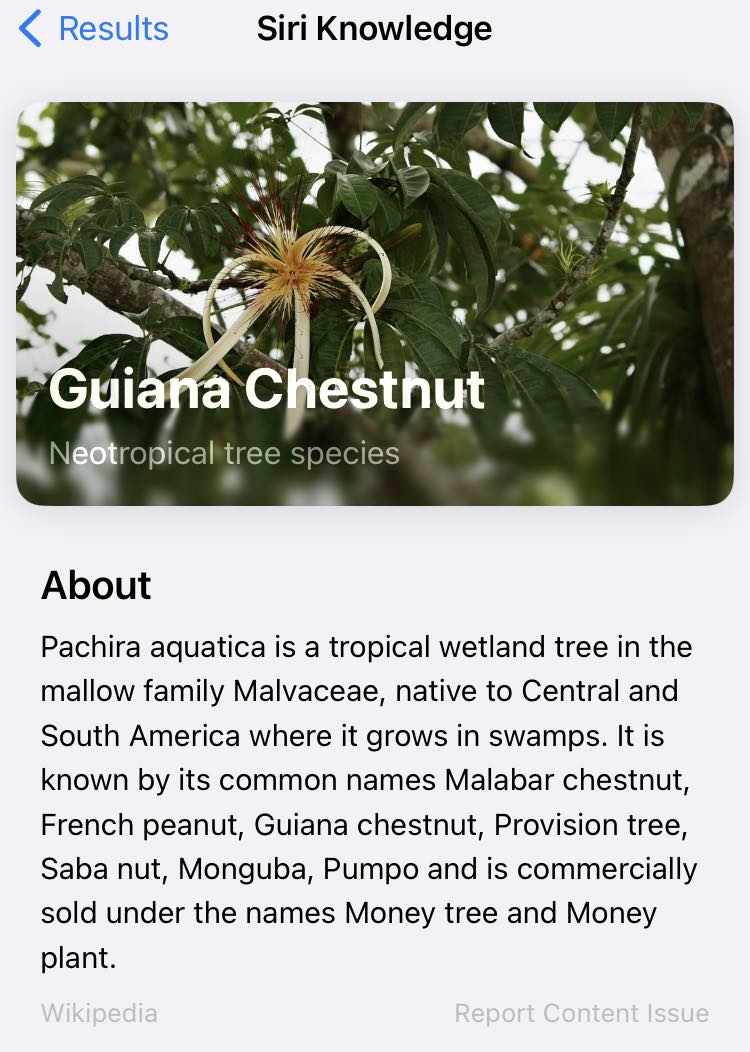 Results
Siri Knowledge
Guiana Chestnut
Neotropical tree species
About
Pachira aquatica is a tropical wetland tree in the
mallow family Malvaceae, native to Central and
South America where it grows in swamps. It is
known by its common names Malabar chestnut,
French peanut, Guiana chestnut, Provision tree,
Saba nut, Monguba, Pumpo and is commercially
sold under the names Money tree and Money
plant.
Wikipedia
Report Content Issue